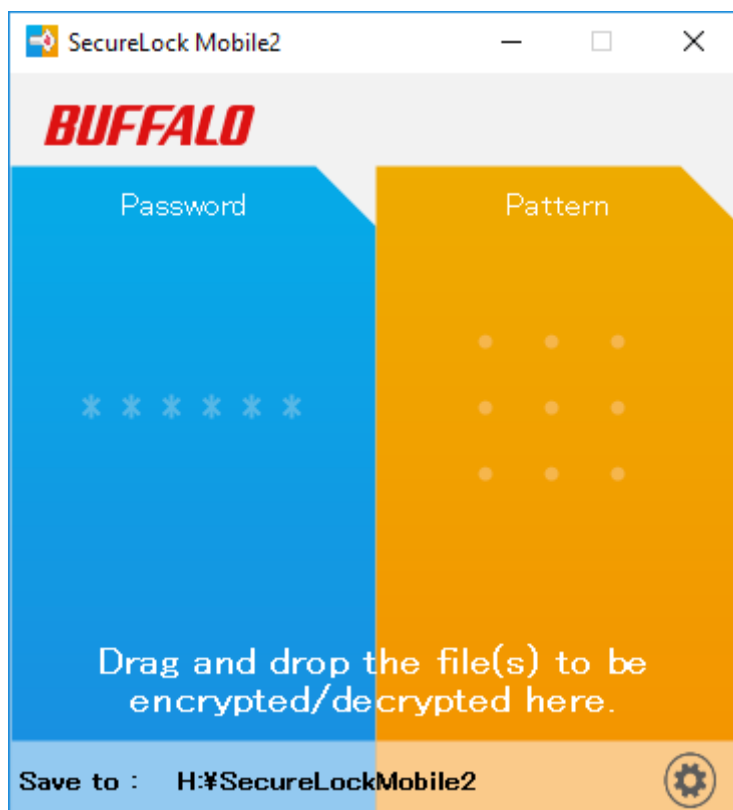 SecureLock Mobile2
BUFFALO
Password
Pattern
******
Drag and drop the file(s) to be
encrypted/decrypted here.
Save to : H:¥SecureLockMobile2